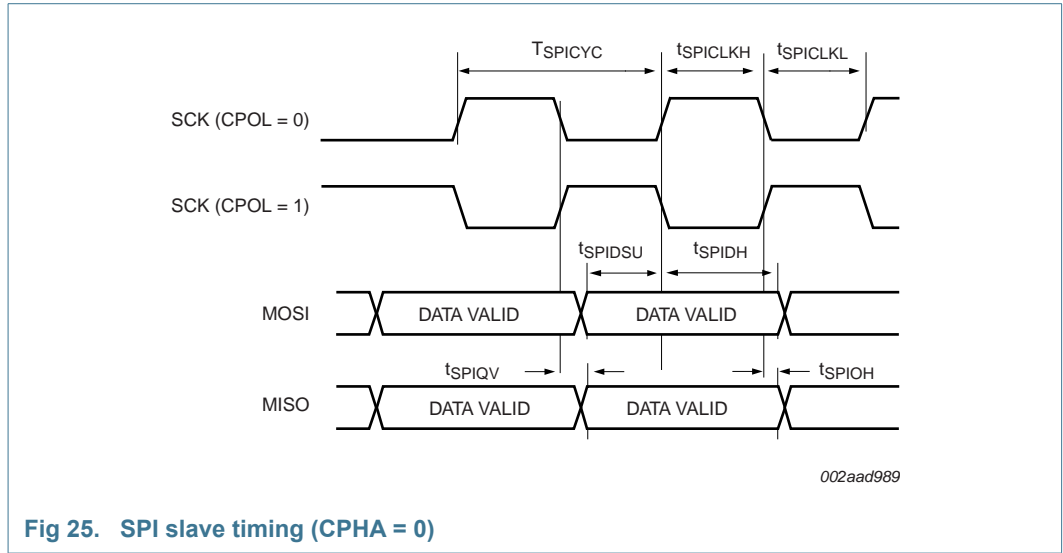 TSPICYC tSPICLKH tSPICLKL
SCK (CPOL = 0)
SCK (CPOL = 1)
tSPIDSU tSPIDH
MOSI DATA VALID DATA VALID
tSPIQV tSPIOH
MISO DATA VALID DATA VALID
002aad989
Fig 25. SPI slave timing (CPHA = 0)